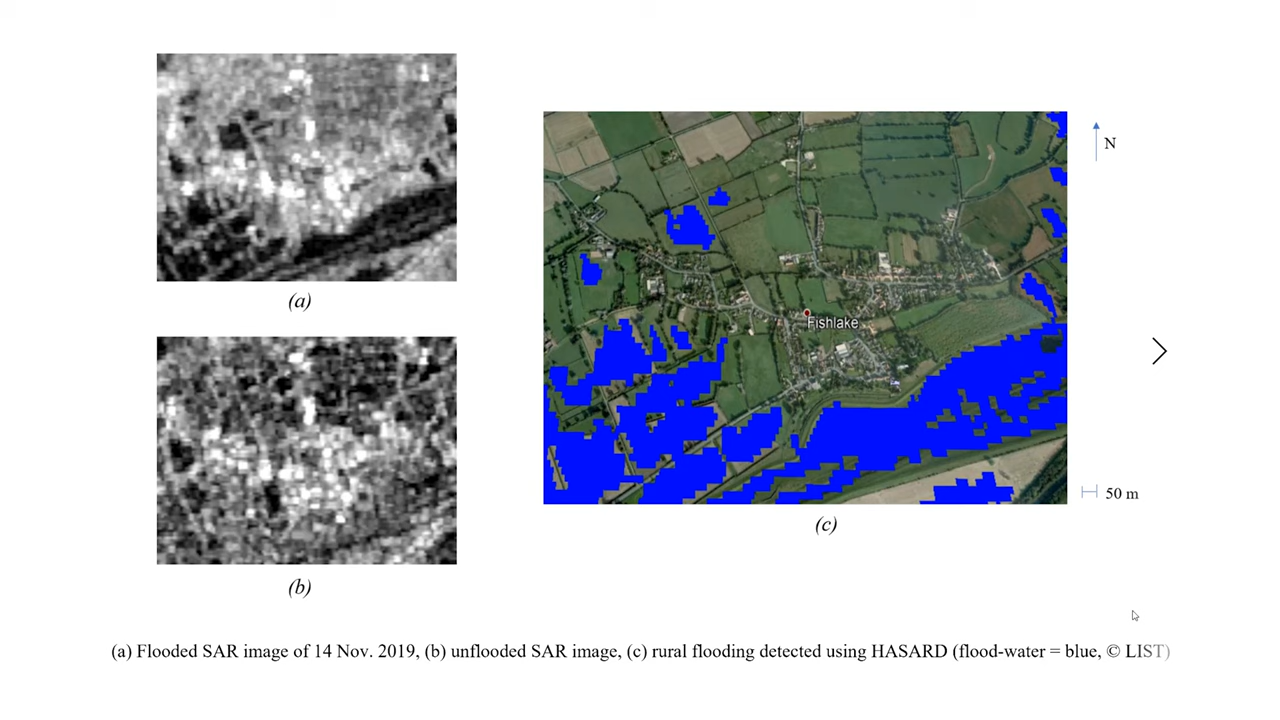 (a)
(b)
Fishlake
N
50 m
(c)
(a) Flooded SAR image of 14 Nov. 2019, (b) unflooded SAR image, (c) rural flooding detected using HASARD (flood-water = blue, © LIST)